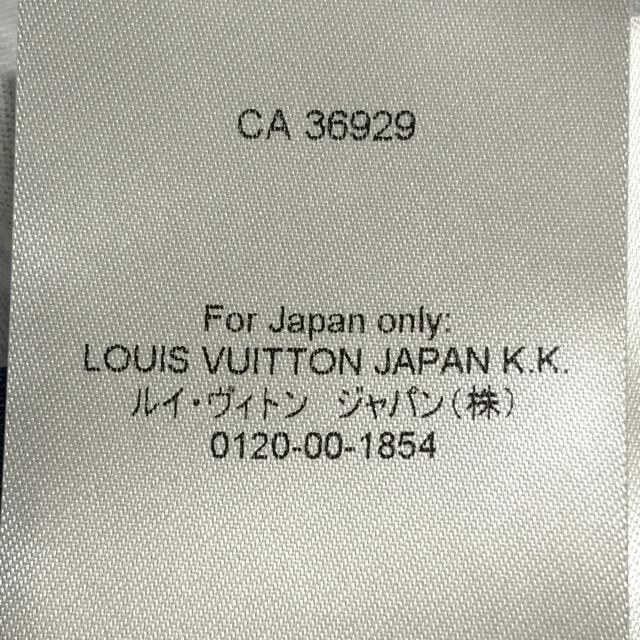 CA 36929
For Japan only:
LOUIS VUITTON JAPAN K.K.
ルイ・ヴィトン　ジャパン(株)
0120-00-1854